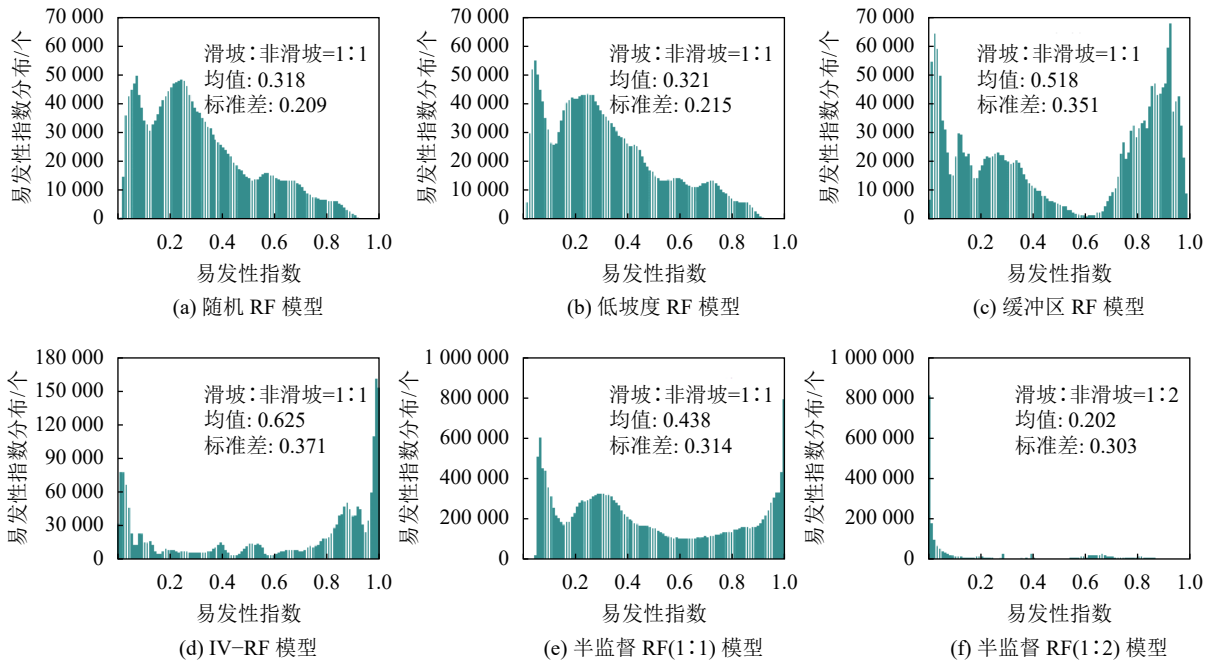 易发性指数分布/个
70 000
60 000
50 000
40 000
30 000
20 000
10 000
0
滑坡∶非滑坡=1∶1
均值: 0.318
标准差: 0.209
0.2 0.4 0.6 0.8 1.0
易发性指数
(a) 随机 RF 模型
易发性指数分布/个
70 000
60 000
50 000
40 000
30 000
20 000
10 000
0
滑坡∶非滑坡=1∶1
均值: 0.321
标准差: 0.215
0.2 0.4 0.6 0.8 1.0
易发性指数
(b) 低坡度 RF 模型
易发性指数分布/个
70 000
60 000
50 000
40 000
30 000
20 000
10 000
0
滑坡∶非滑坡=1∶1
均值: 0.518
标准差: 0.351
0.2 0.4 0.6 0.8 1.0
易发性指数
(c) 缓冲区 RF 模型
易发性指数分布/个
180 000
150 000
120 000
90 000
60 000
30 000
0
滑坡∶非滑坡=1∶1
均值: 0.625
标准差: 0.371
0.2 0.4 0.6 0.8 1.0
易发性指数
(d) IV−RF 模型
易发性指数分布/个
1 000 000
800 000
600 000
400 000
200 000
0
滑坡∶非滑坡=1∶1
均值: 0.438
标准差: 0.314
0.2 0.4 0.6 0.8 1.0
易发性指数
(e) 半监督 RF(1∶1) 模型
易发性指数分布/个
1 000 000
800 000
600 000
400 000
200 000
0
滑坡∶非滑坡=1∶2
均值: 0.202
标准差: 0.303
0.2 0.4 0.6 0.8 1.0
易发性指数
(f) 半监督 RF(1∶2) 模型